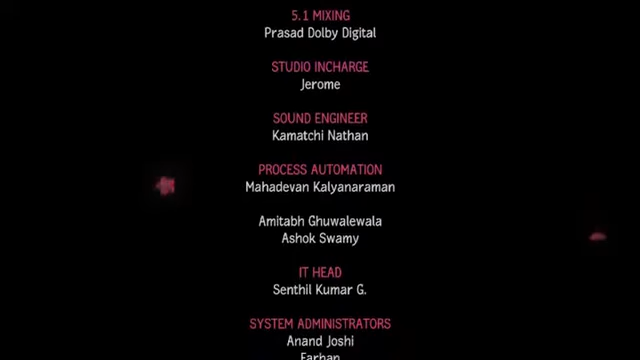 5.1 MIXING
Prasad Dolby Digital
STUDIO INCHARGE
Jerome
SOUND ENGINEER
Kamatchi Nathan
PROCESS AUTOMATION
Mahadevan Kalyanaraman
Amitabh Ghuwalewala
Ashok Swamy
IT HEAD
Senthil Kumar G.
SYSTEM ADMINISTRATORS
Anand Joshi
Farhan